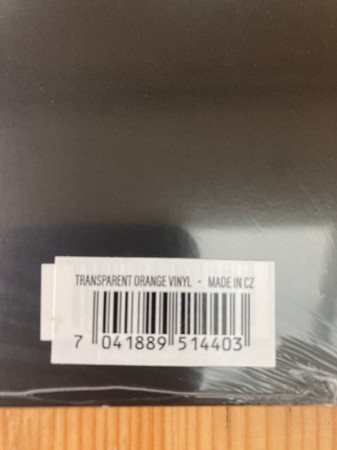 TRANSPARENT ORANGE VINYL - MADE IN CZ
7 041889 514403